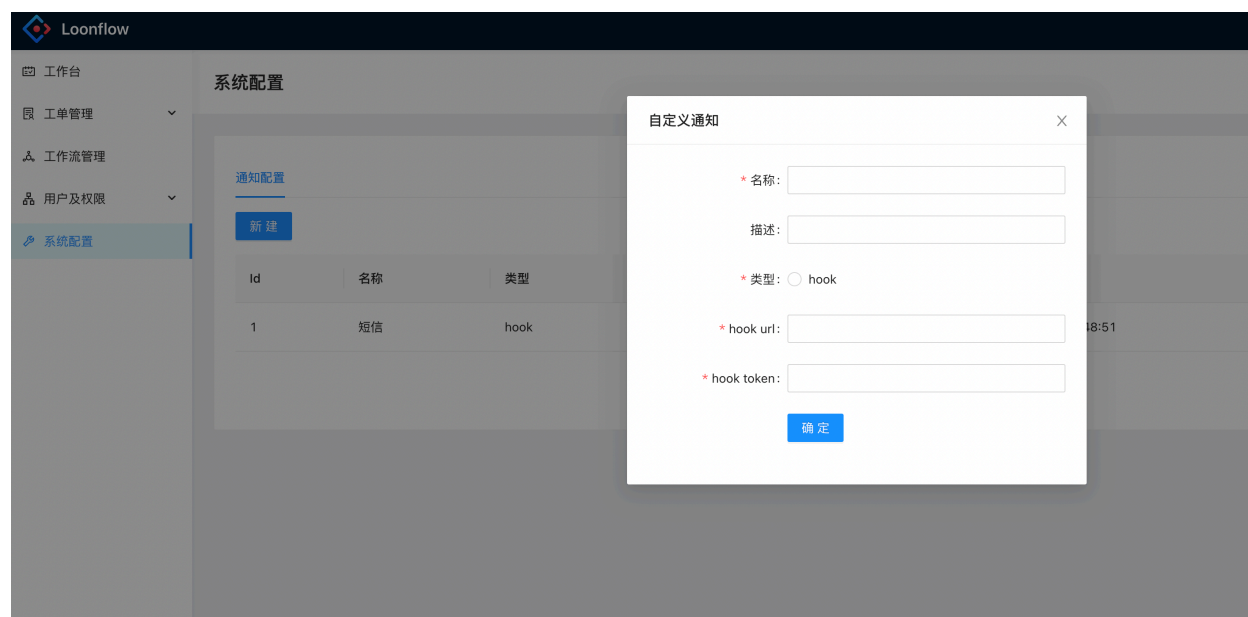 Loonflow
工作台
工单管理
工作流管理
用户及权限
系统配置
系统配置
通知配置
新 建
Id 名称 类型
1 短信 hook 48:51
自定义通知
* 名称:
描述:
* 类型: hook
* hook url:
* hook token:
确 定